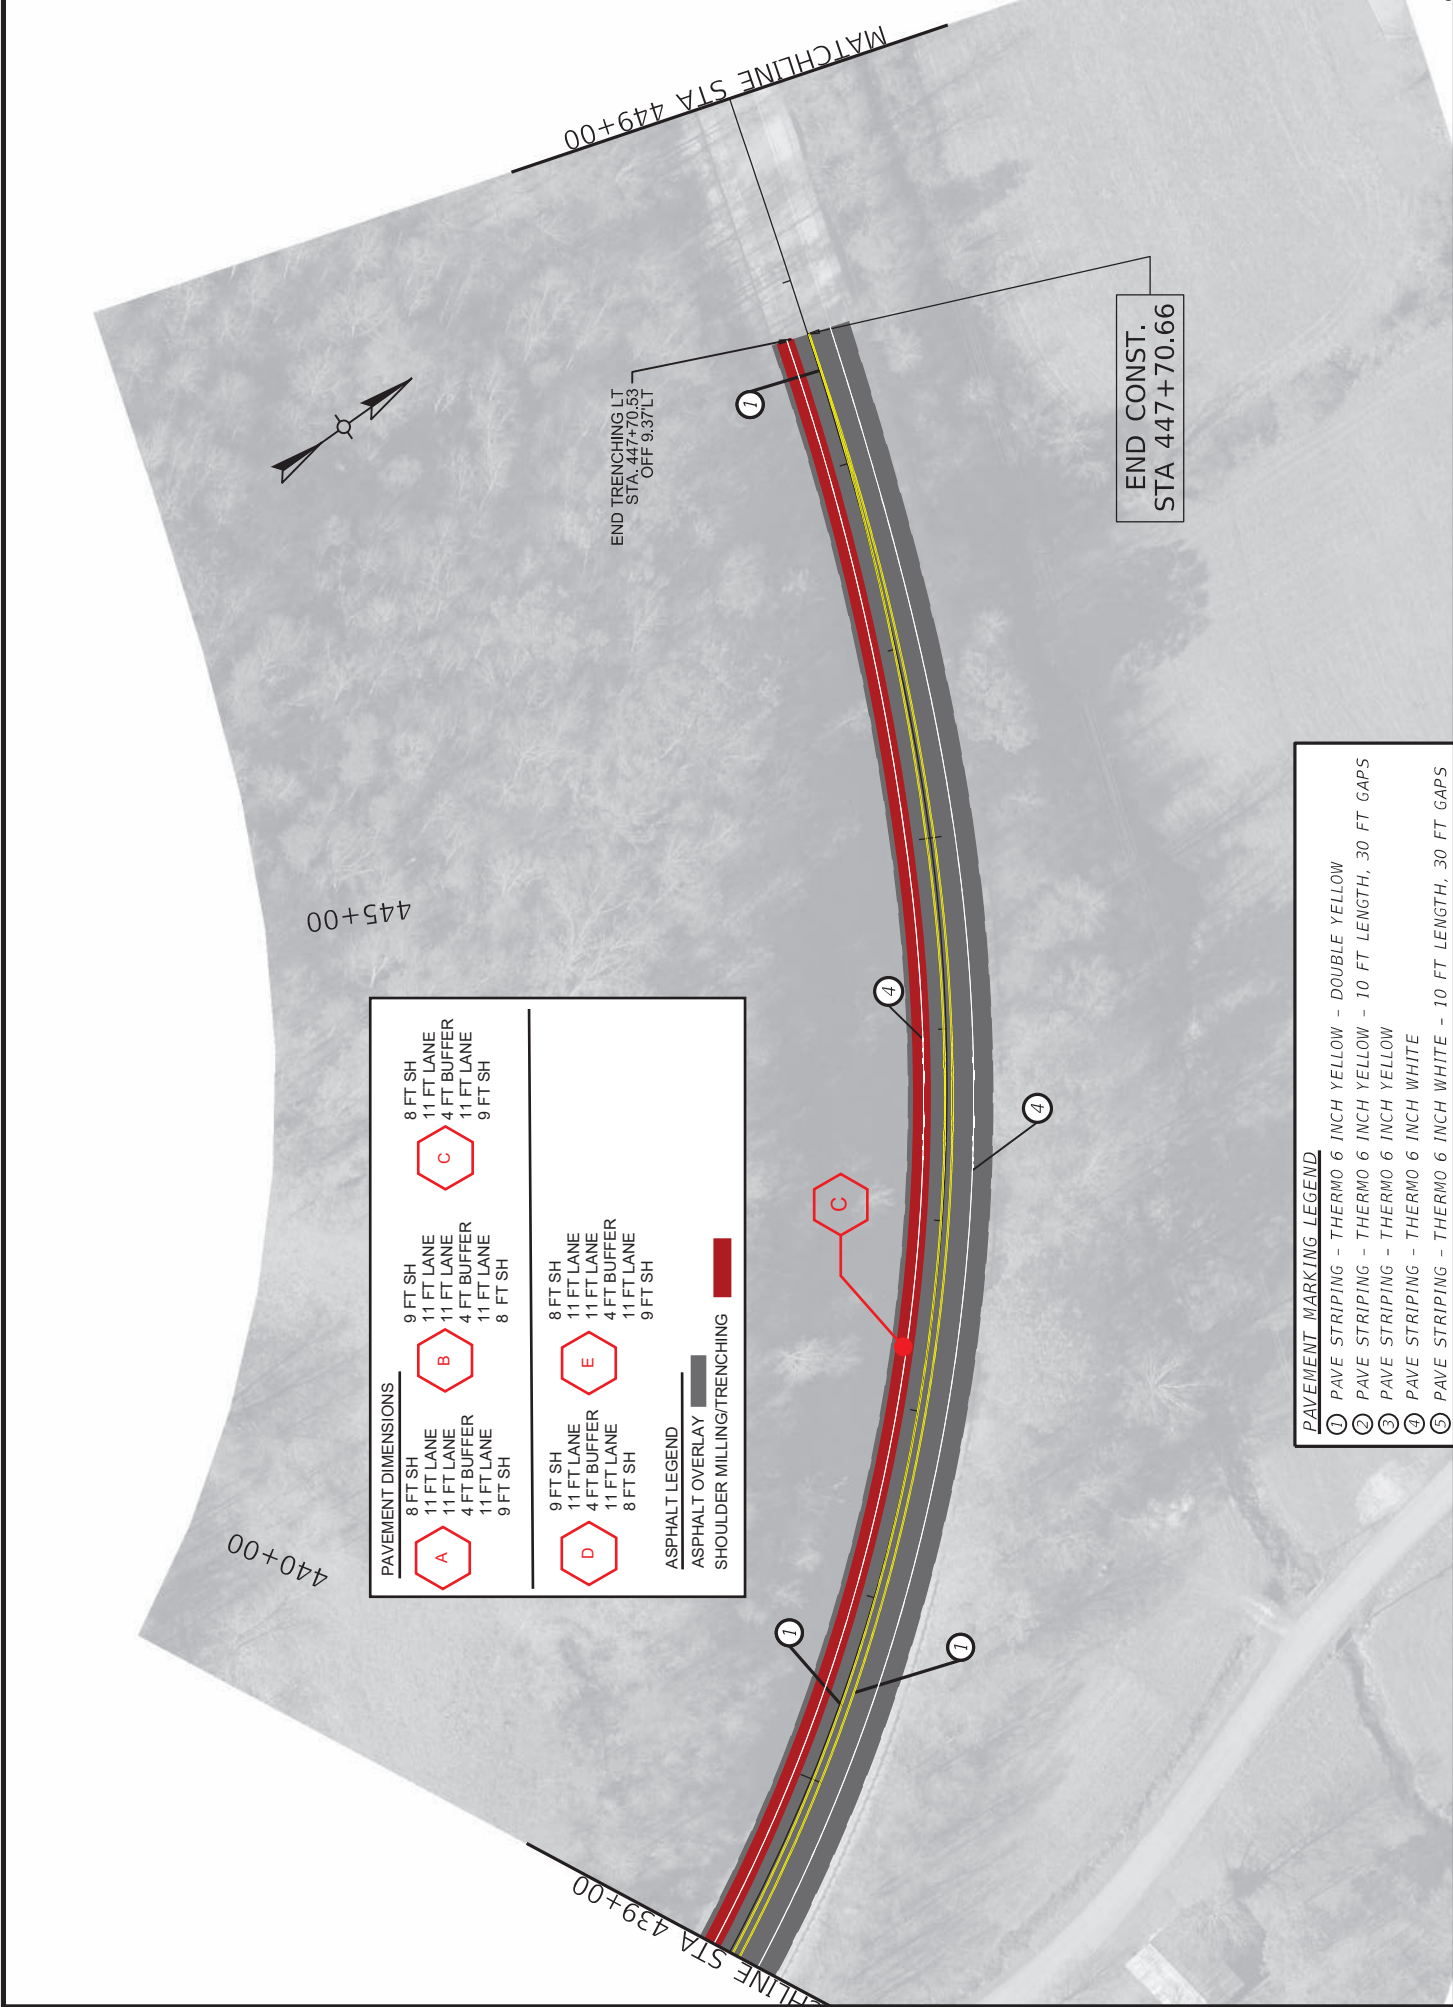 MATCHLINE STA 449+00
END TRENCHING LT
STA. 447+70.53
OFF 9.37'LT
1
END CONST.
STA 447+70.66
445+00
440+00
4
4
C
1
1
STA 439+00
PAVEMENT DIMENSIONS
A
8 FT SH
11 FT LANE
11 FT LANE
4 FT BUFFER
11 FT LANE
9 FT SH
B
9 FT SH
11 FT LANE
11 FT LANE
4 FT BUFFER
11 FT LANE
8 FT SH
C
8 FT SH
11 FT LANE
4 FT BUFFER
11 FT LANE
9 FT SH
D
9 FT SH
11 FT LANE
4 FT BUFFER
11 FT LANE
8 FT SH
E
8 FT SH
11 FT LANE
11 FT LANE
4 FT BUFFER
11 FT LANE
9 FT SH
ASPHALT LEGEND
ASPHALT OVERLAY
SHOULDER MILLING/TRENCHING
PAVEMENT MARKING LEGEND
1 PAVE STRIPING - THERMO 6 INCH YELLOW - DOUBLE YELLOW
2 PAVE STRIPING - THERMO 6 INCH YELLOW - 10 FT LENGTH, 30 FT GAPS
3 PAVE STRIPING - THERMO 6 INCH YELLOW
4 PAVE STRIPING - THERMO 6 INCH WHITE
5 PAVE STRIPING - THERMO 6 INCH WHITE - 10 FT LENGTH, 30 FT GAPS